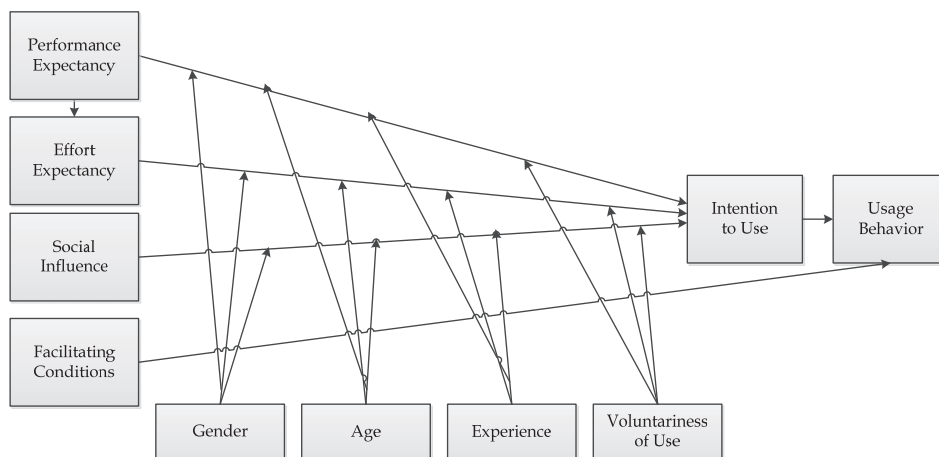 Performance
Expectancy
Effort
Expectancy
Social
Influence
Facilitating
Conditions
Intention
to Use
Usage
Behavior
Gender
Age
Experience
Voluntariness
of Use